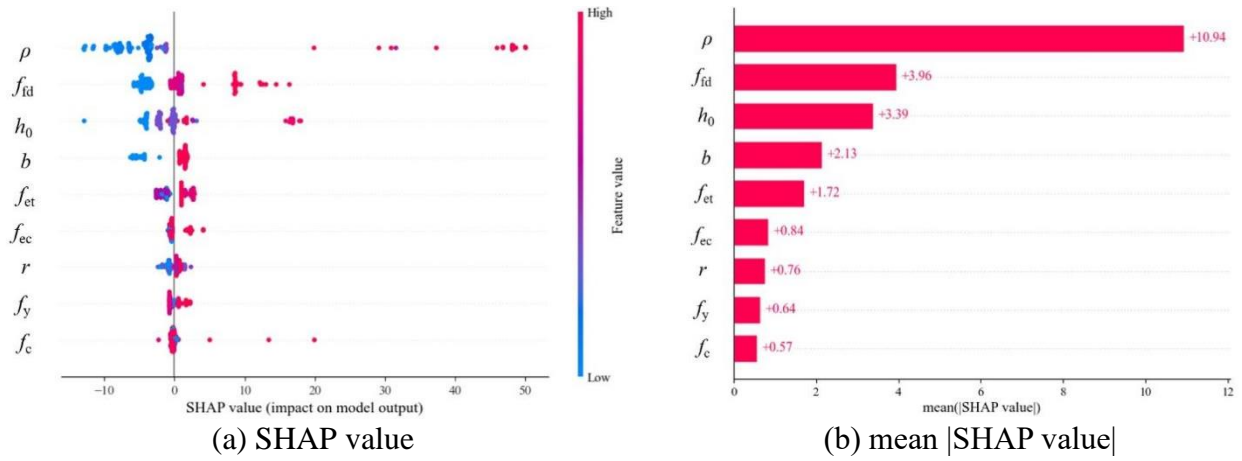 High
ρ
f_fd
h_0
b
f_et
f_ec
r
f_y
f_c
Feature value
Low
−10
0
10
20
30
40
50
SHAP value (impact on model output)
(a) SHAP value
ρ
+10.94
f_fd
+3.96
h_0
+3.39
b
+2.13
f_et
+1.72
f_ec
+0.84
r
+0.76
f_y
+0.64
f_c
+0.57
0
2
4
6
8
10
12
mean(|SHAP value|)
(b) mean |SHAP value|